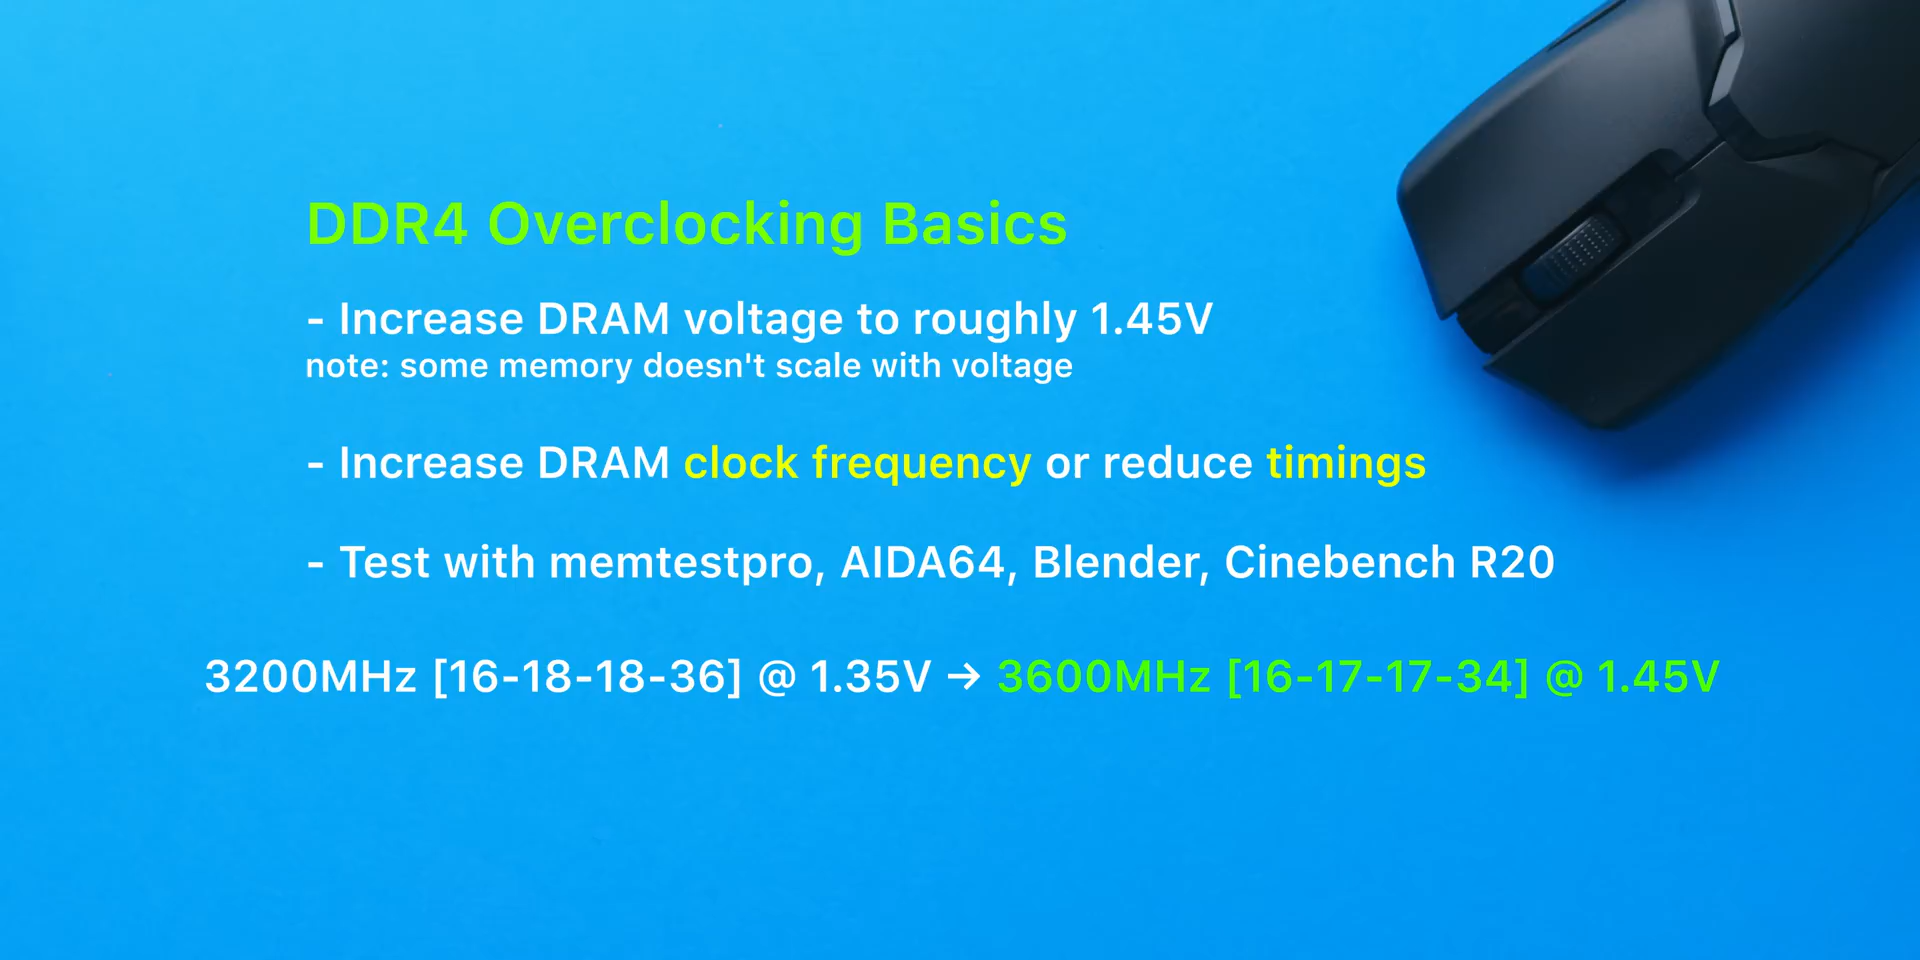 DDR4 Overclocking Basics
- Increase DRAM voltage to roughly 1.45V
note: some memory doesn't scale with voltage
- Increase DRAM clock frequency or reduce timings
- Test with memtestpro, AIDA64, Blender, Cinebench R20
3200MHz [16-18-18-36] @ 1.35V → 3600MHz [16-17-17-34] @ 1.45V